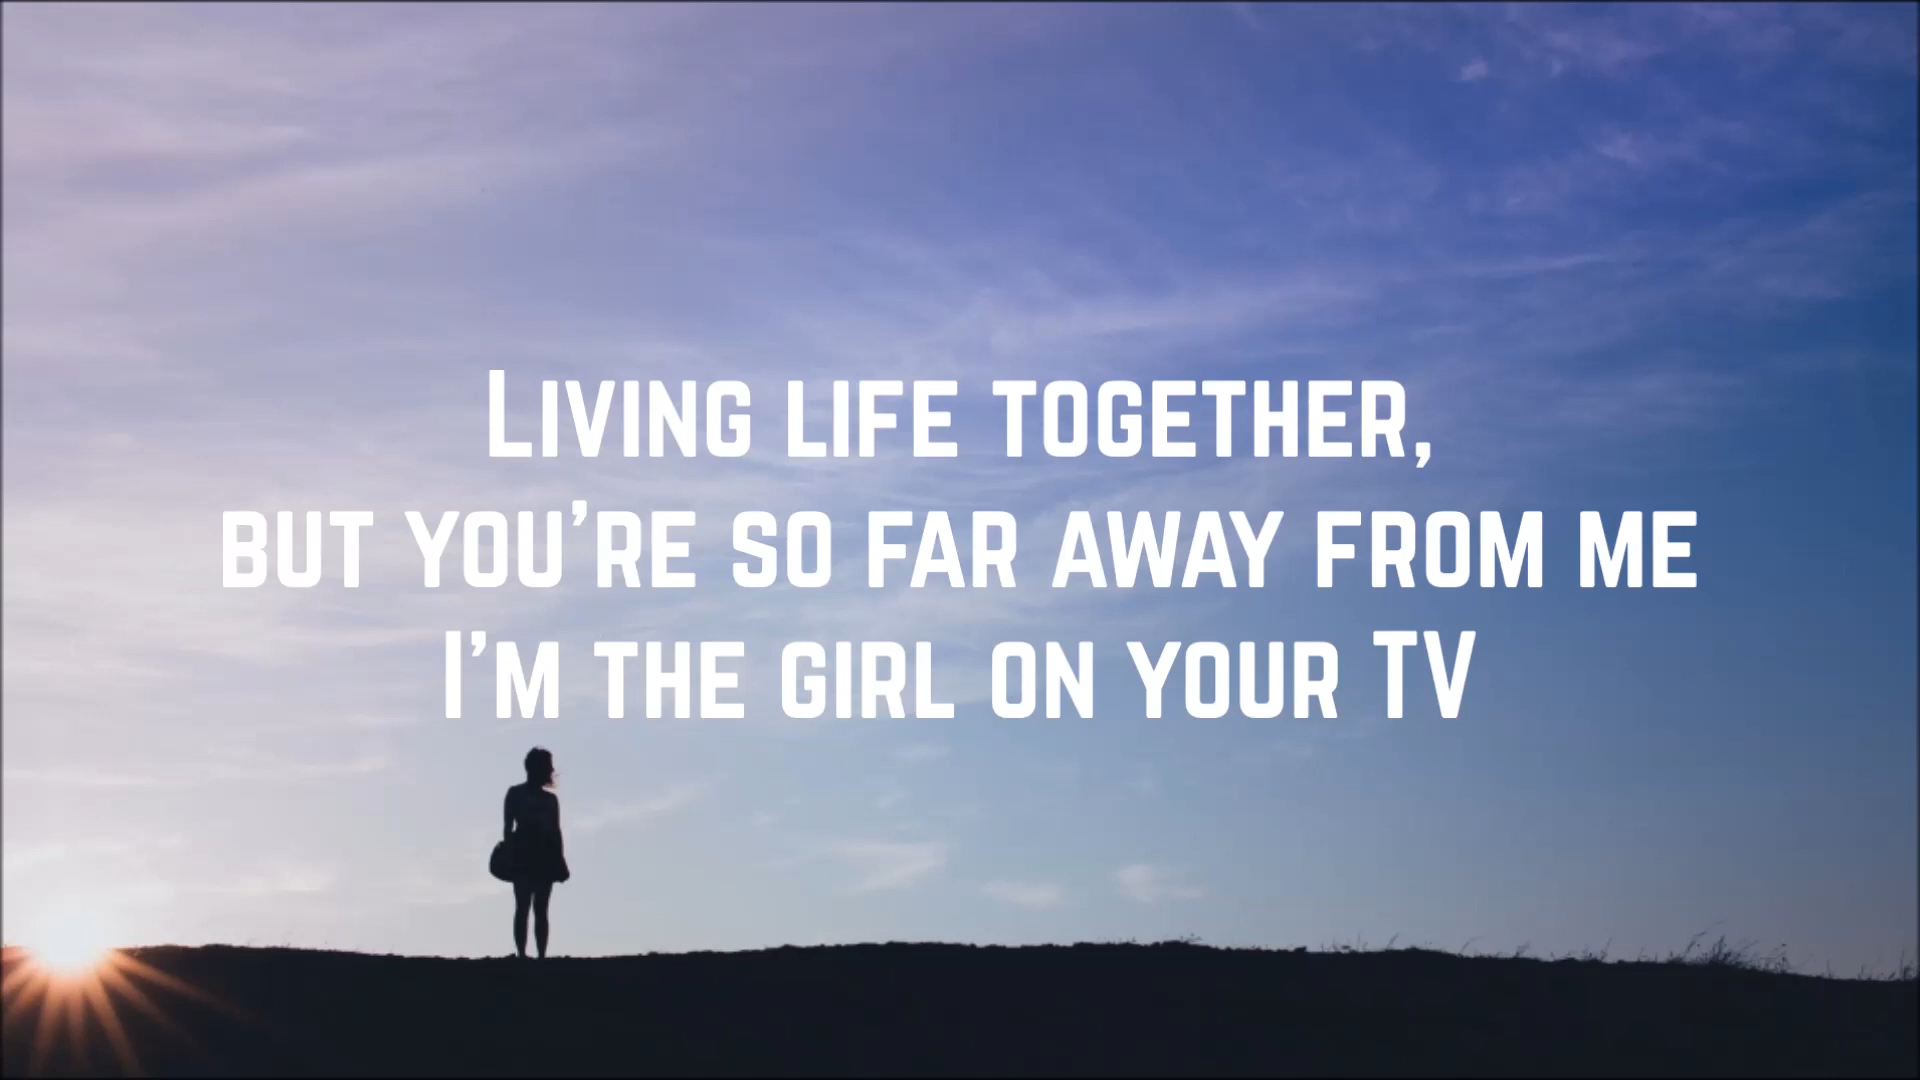 Living life together,
but you're so far away from me
I'm the girl on your TV